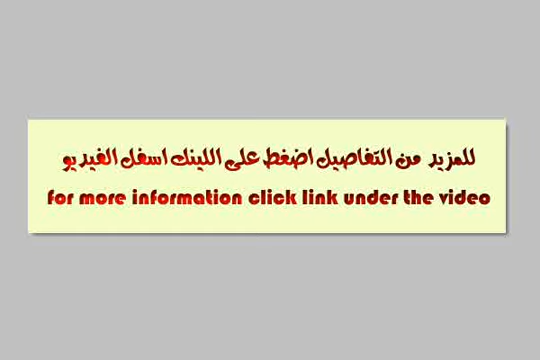 للمزيد من التفاصيل اضغط على اللينك اسفل الفيديو
for more information click link under the video